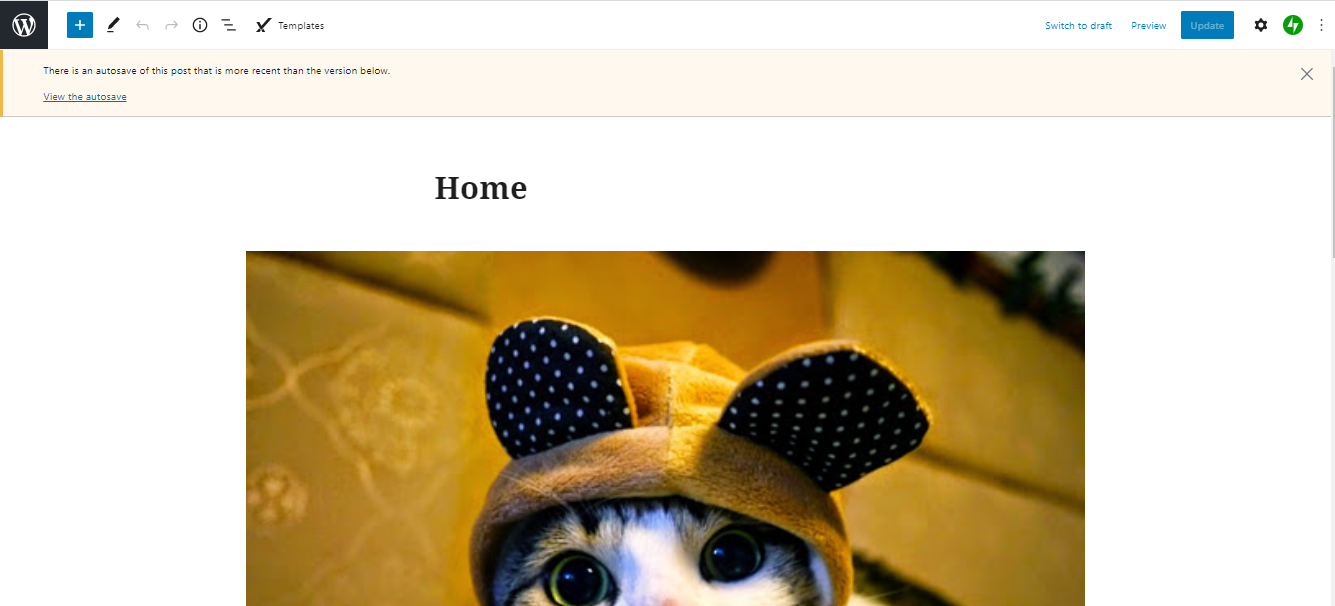 Templates
Switch to draft
Preview
Update
There is an autosave of this post that is more recent than the version below.
View the autosave
Home